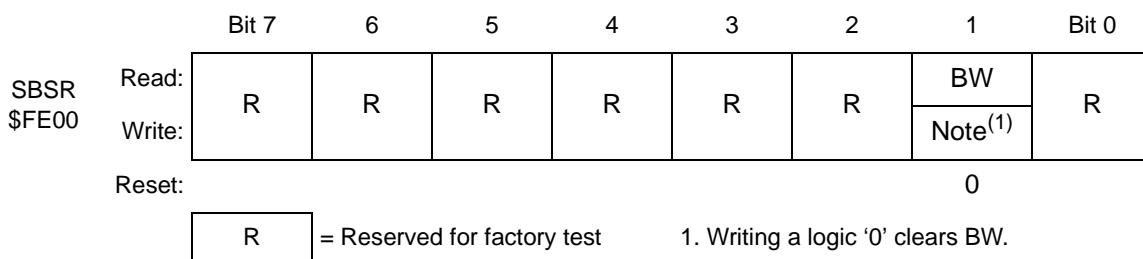 Bit 7 6 5 4 3 2 1 Bit 0
SBSR
$FE00
Read: R R R R R R BW R
Write: Note(1)
Reset: 0
R = Reserved for factory test 1. Writing a logic ‘0’ clears BW.